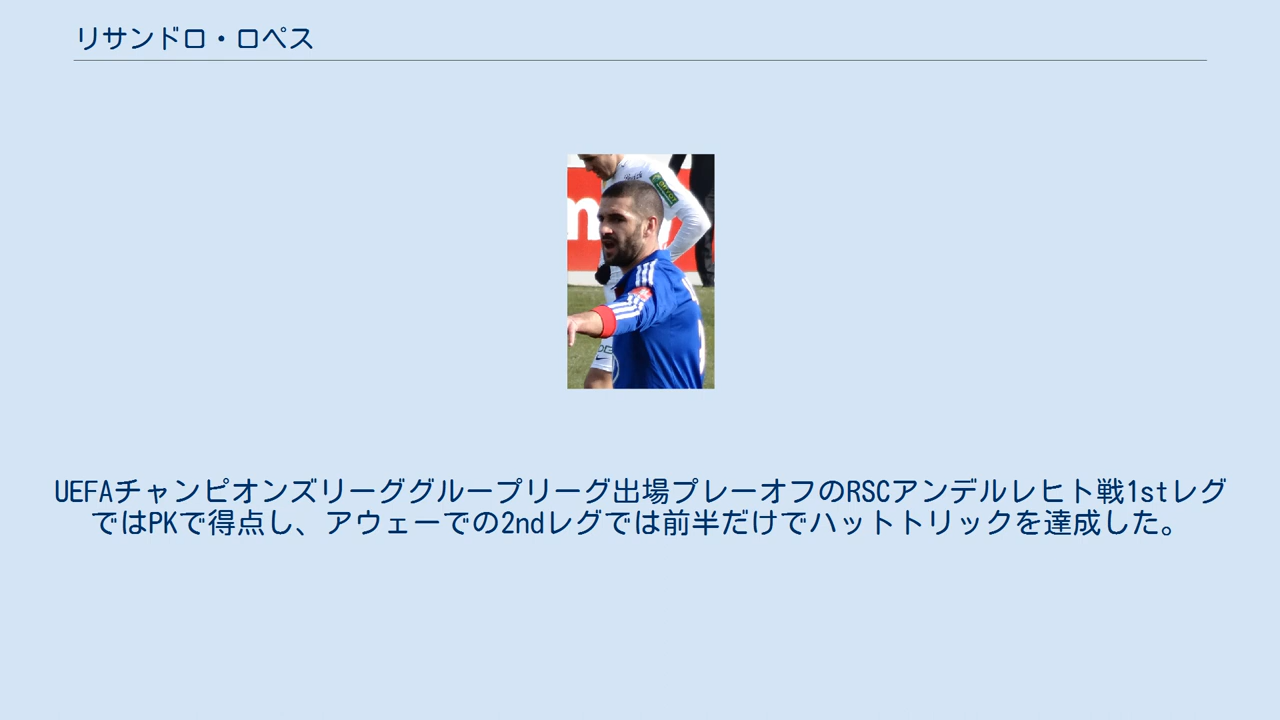 リサンドロ・ロペス
UEFAチャンピオンズリーググループリーグ出場プレーオフのRSCアンデルレヒト戦1stレグ
ではPKで得点し、アウェーでの2ndレグでは前半だけでハットトリックを達成した。